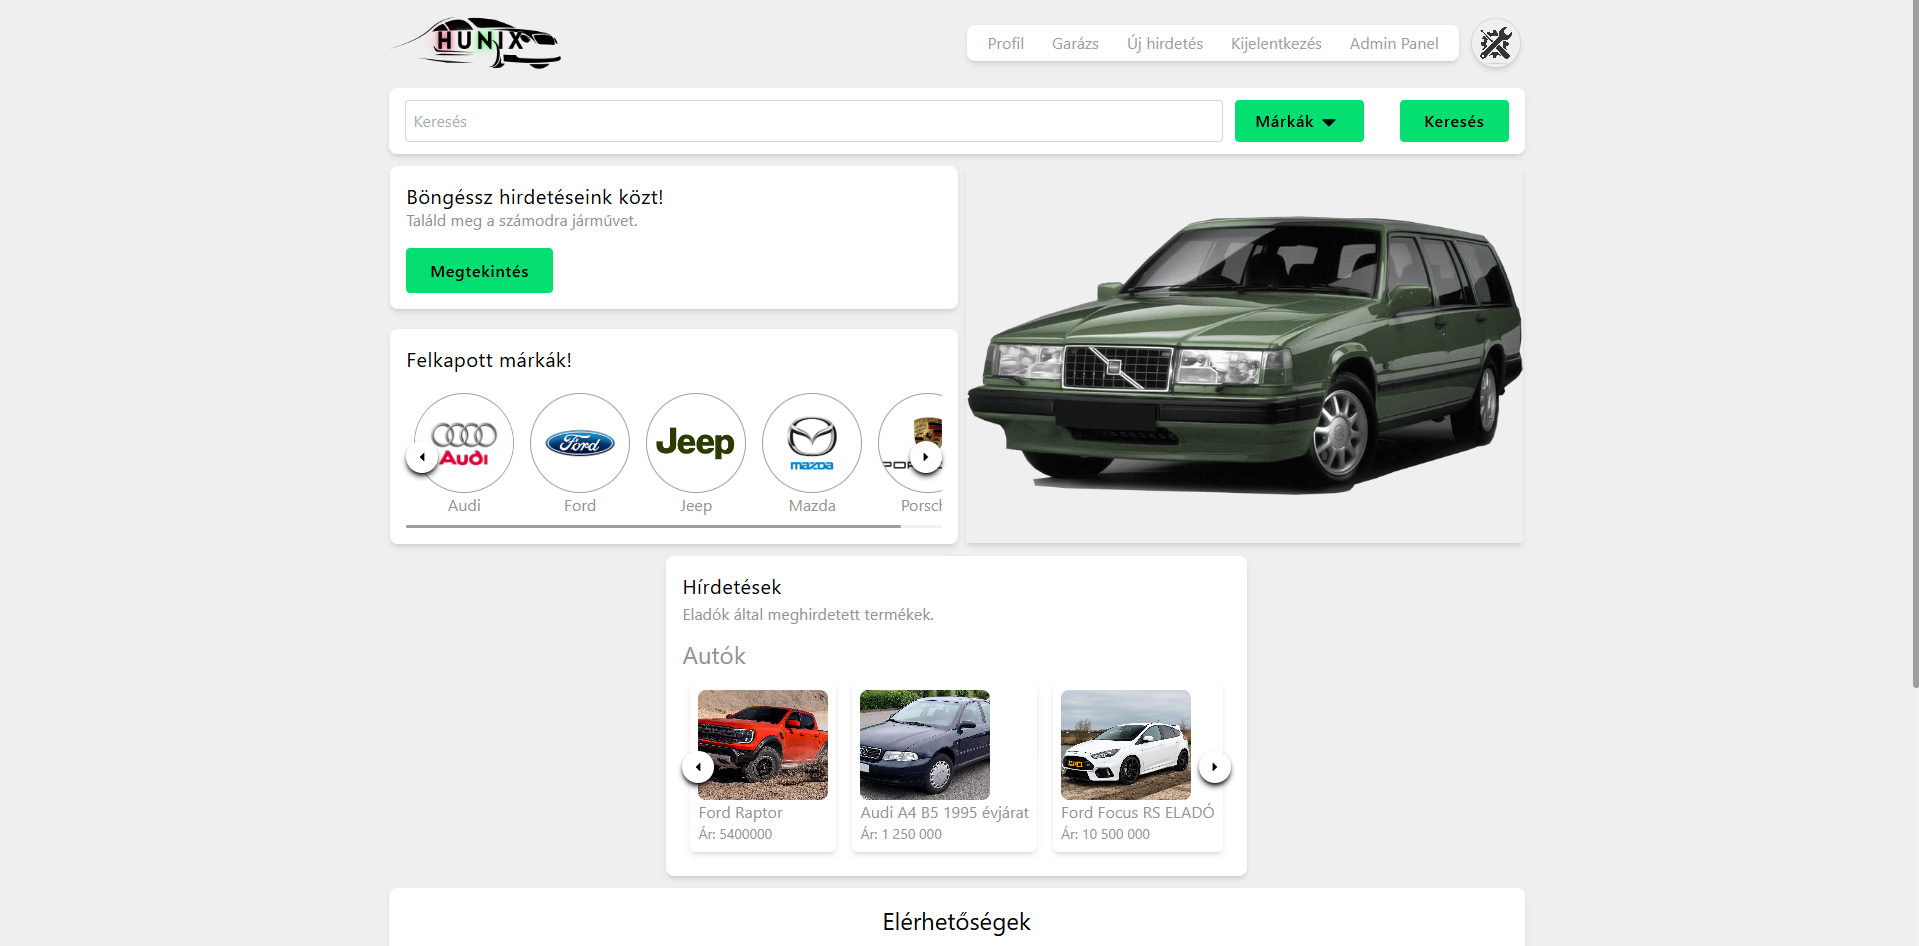 HUNIX
Profil Garázs Új hirdetés Kijelentkezés Admin Panel
Keresés Márkák Keresés
Böngéssz hirdetéseink közt!
Találd meg a számodra járművet.
Megtekintés
Felkapott márkák!
Audi Ford Jeep mazda
Audi Ford Jeep Mazda Porsch
Hírdetések
Eladók által meghirdetett termékek.
Autók
Ford Raptor Audi A4 B5 1995 évjárat Ford Focus RS ELADÓ
Ár: 5400000 Ár: 1 250 000 Ár: 10 500 000
Elérhetőségek